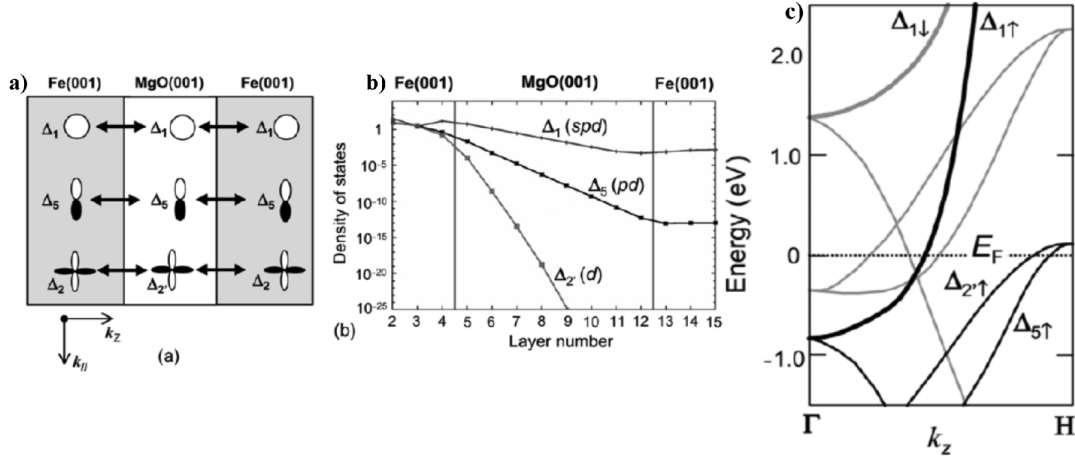 a)
Fe(001) MgO(001) Fe(001)
Δ1 Δ1 Δ1
Δ5 Δ5 Δ5
Δ2 Δ2' Δ2
kz
k//
(a)
b)
Fe(001) MgO(001) Fe(001)
Density of states
1
10-5
10-10
10-15
10-20
10-25
Δ1 (spd)
Δ5 (pd)
Δ2' (d)
2 3 4 5 6 7 8 9 10 11 12 13 14 15
Layer number
(b)
c)
Energy (eV)
2.0
1.0
0
-1.0
Δ1↓ Δ1↑
EF
Δ2'↑
Δ5↑
Γ kz H